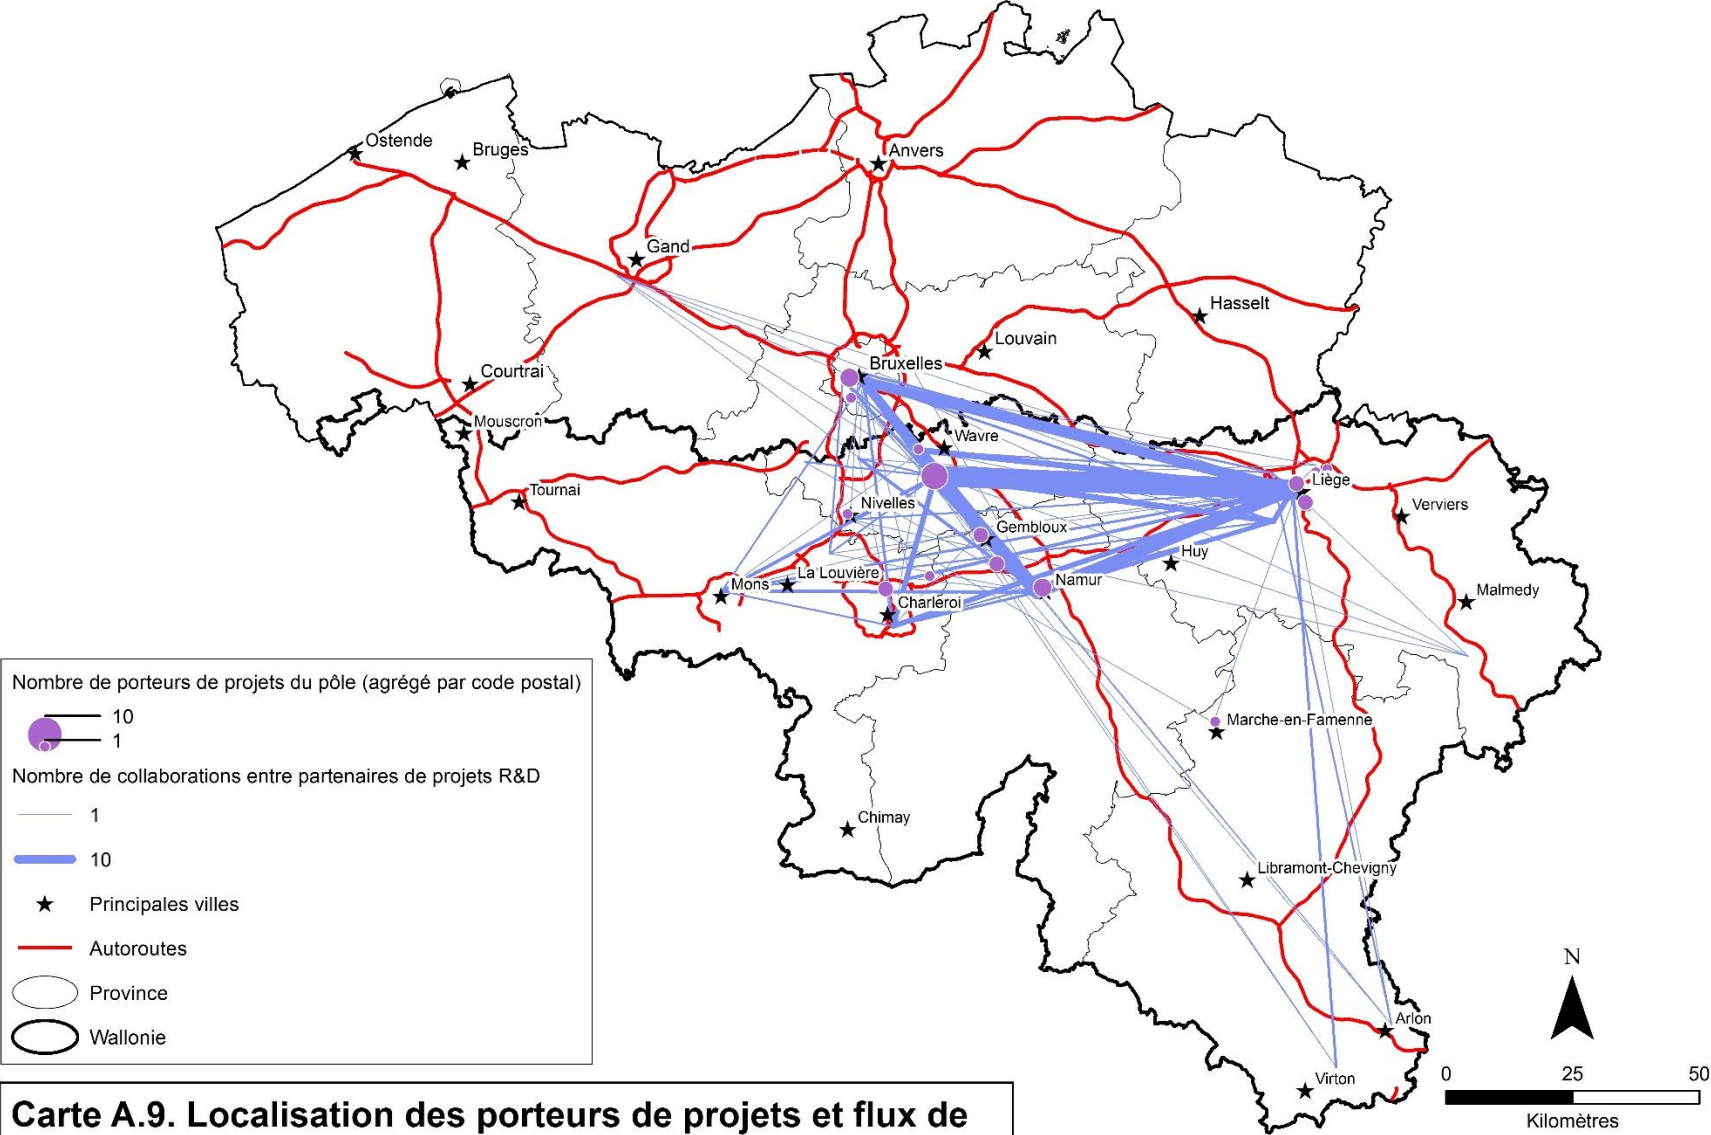 Ostende
Bruges
Anvers
Gand
Hasselt
Louvain
Bruxelles
Courtrai
Mouscron
Wavre
Liège
Tournai
Nivelles
Verviers
Gembloux
Huy
La Louvière
Mons
Namur
Malmedy
Charleroi
Marche-en-Famenne
Chimay
Libramont-Chevigny
Arlon
Virton
Nombre de porteurs de projets du pôle (agrégé par code postal)
10
1
Nombre de collaborations entre partenaires de projets R&D
1
10
Principales villes
Autoroutes
Province
Wallonie
N
0 25 50
Kilomètres
Carte A.9. Localisation des porteurs de projets et flux de